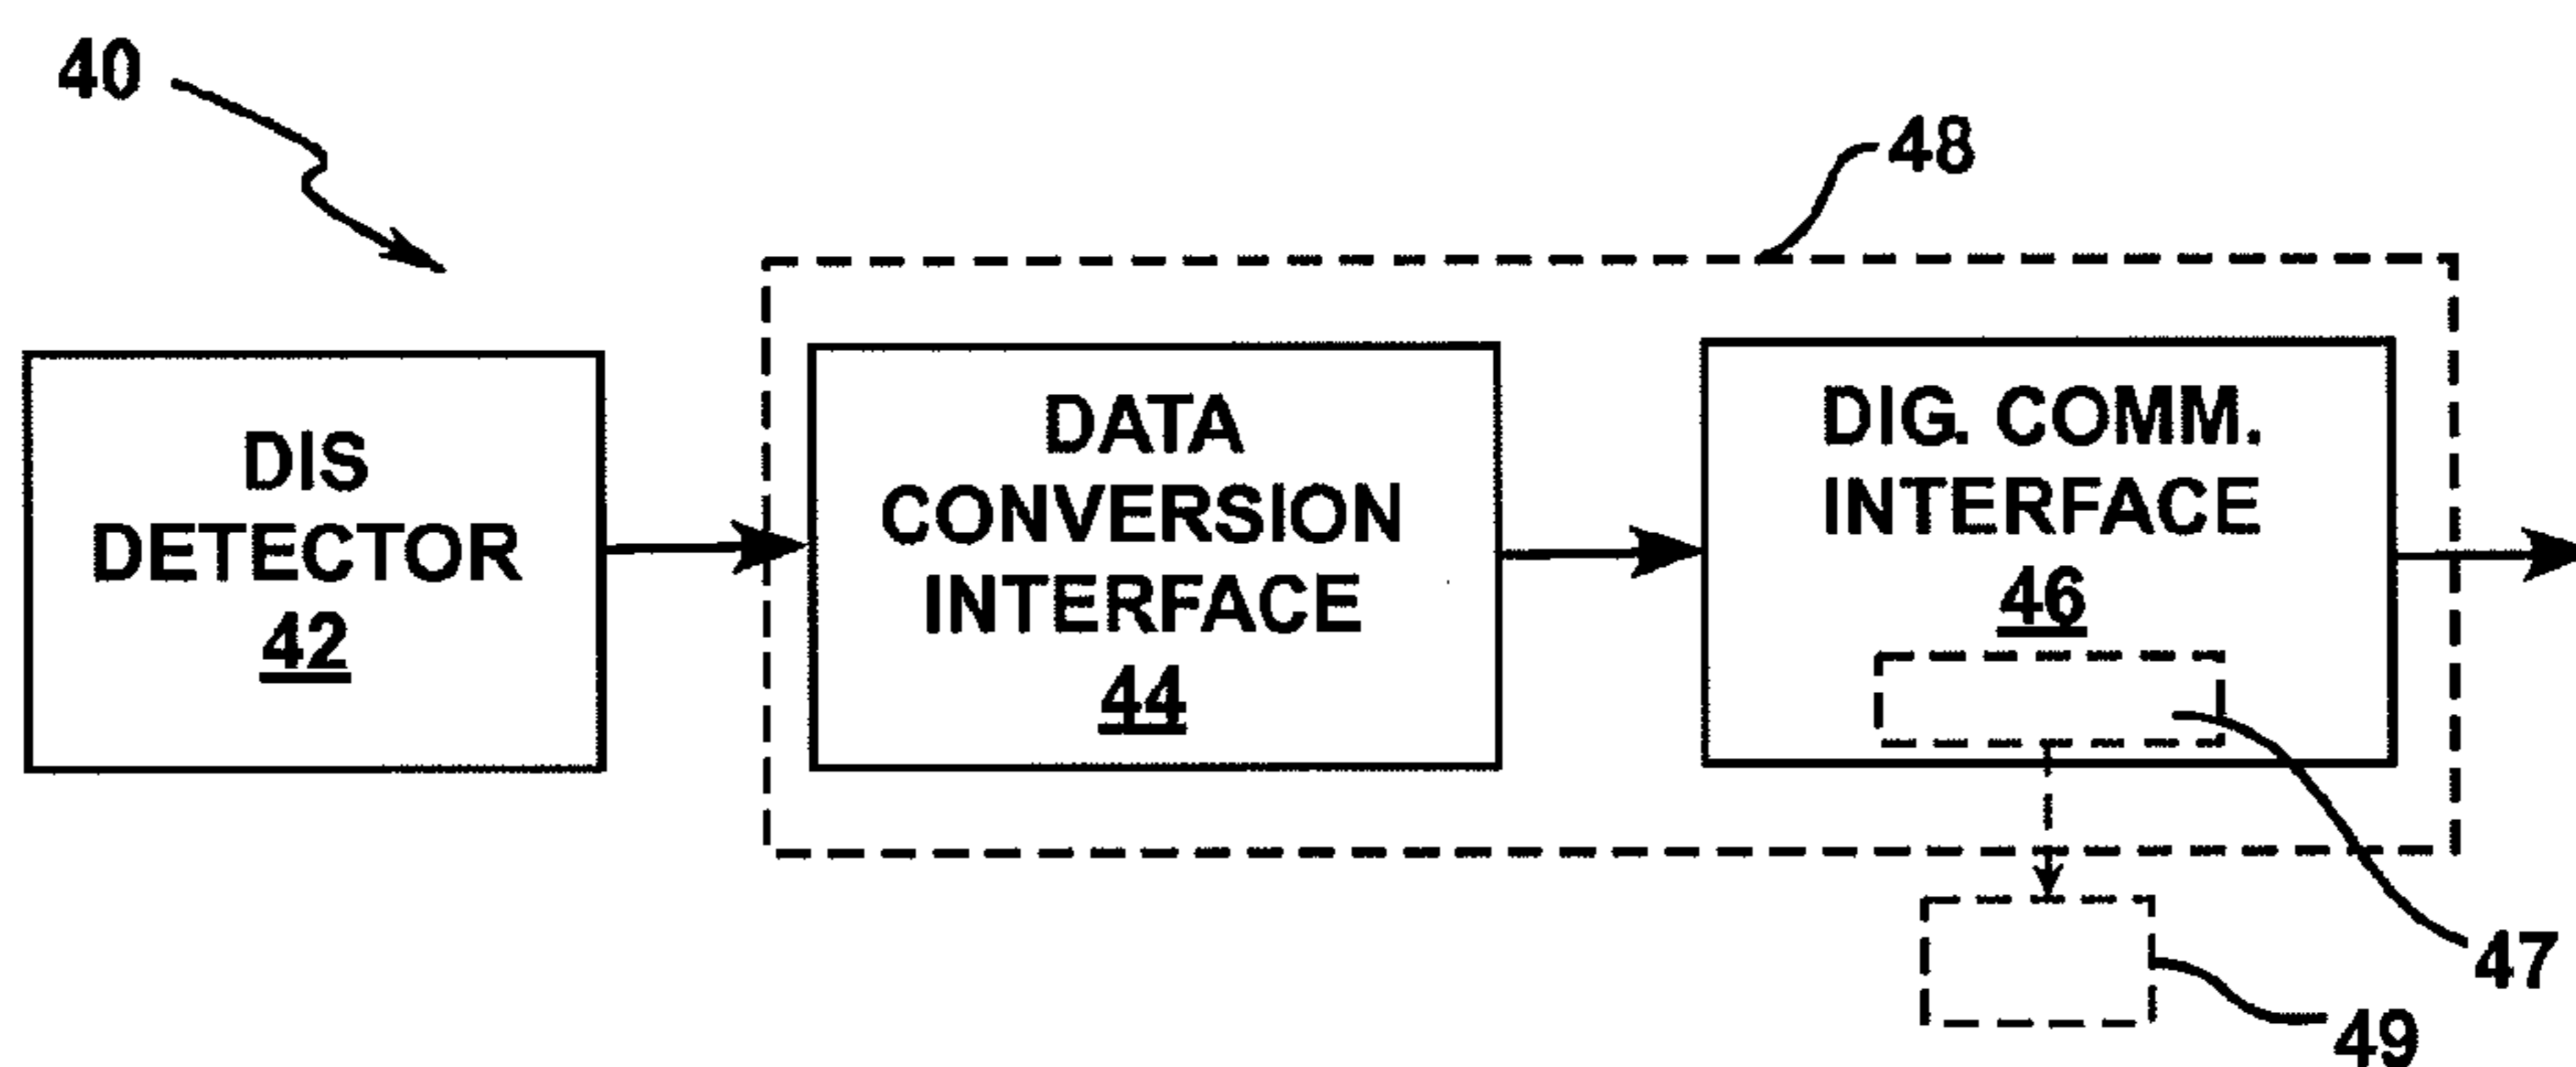 40
48
DIS
DETECTOR
42
DATA
CONVERSION
INTERFACE
44
DIG. COMM.
INTERFACE
46
47
49